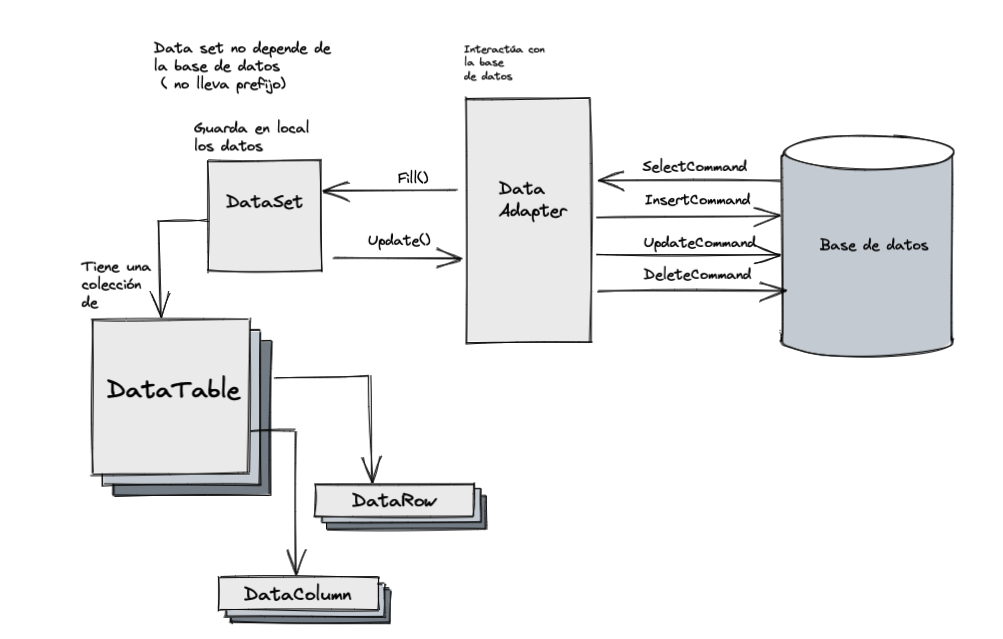 Data set no depende de
la base de datos
( no lleva prefijo)
Interactúa con
la base
de datos
Guarda en local
los datos
DataSet
Fill()
Update()
Data
Adapter
SelectCommand
InsertCommand
UpdateCommand
DeleteCommand
Base de datos
Tiene una
colección
de
DataTable
DataRow
DataColumn